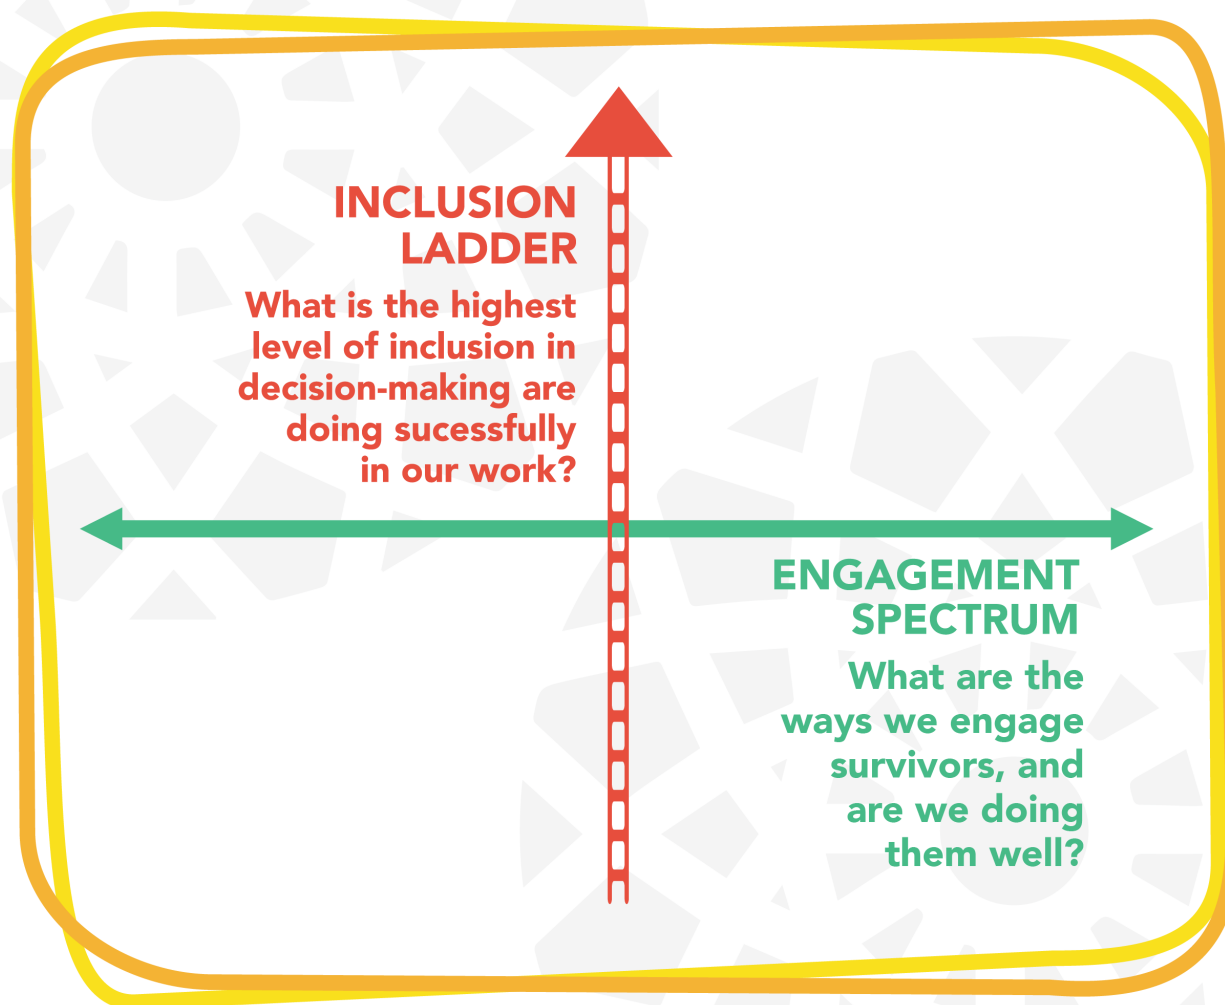 INCLUSION
LADDER
What is the highest
level of inclusion in
decision-making are
doing sucessfully
in our work?
ENGAGEMENT
SPECTRUM
What are the
ways we engage
survivors, and
are we doing
them well?